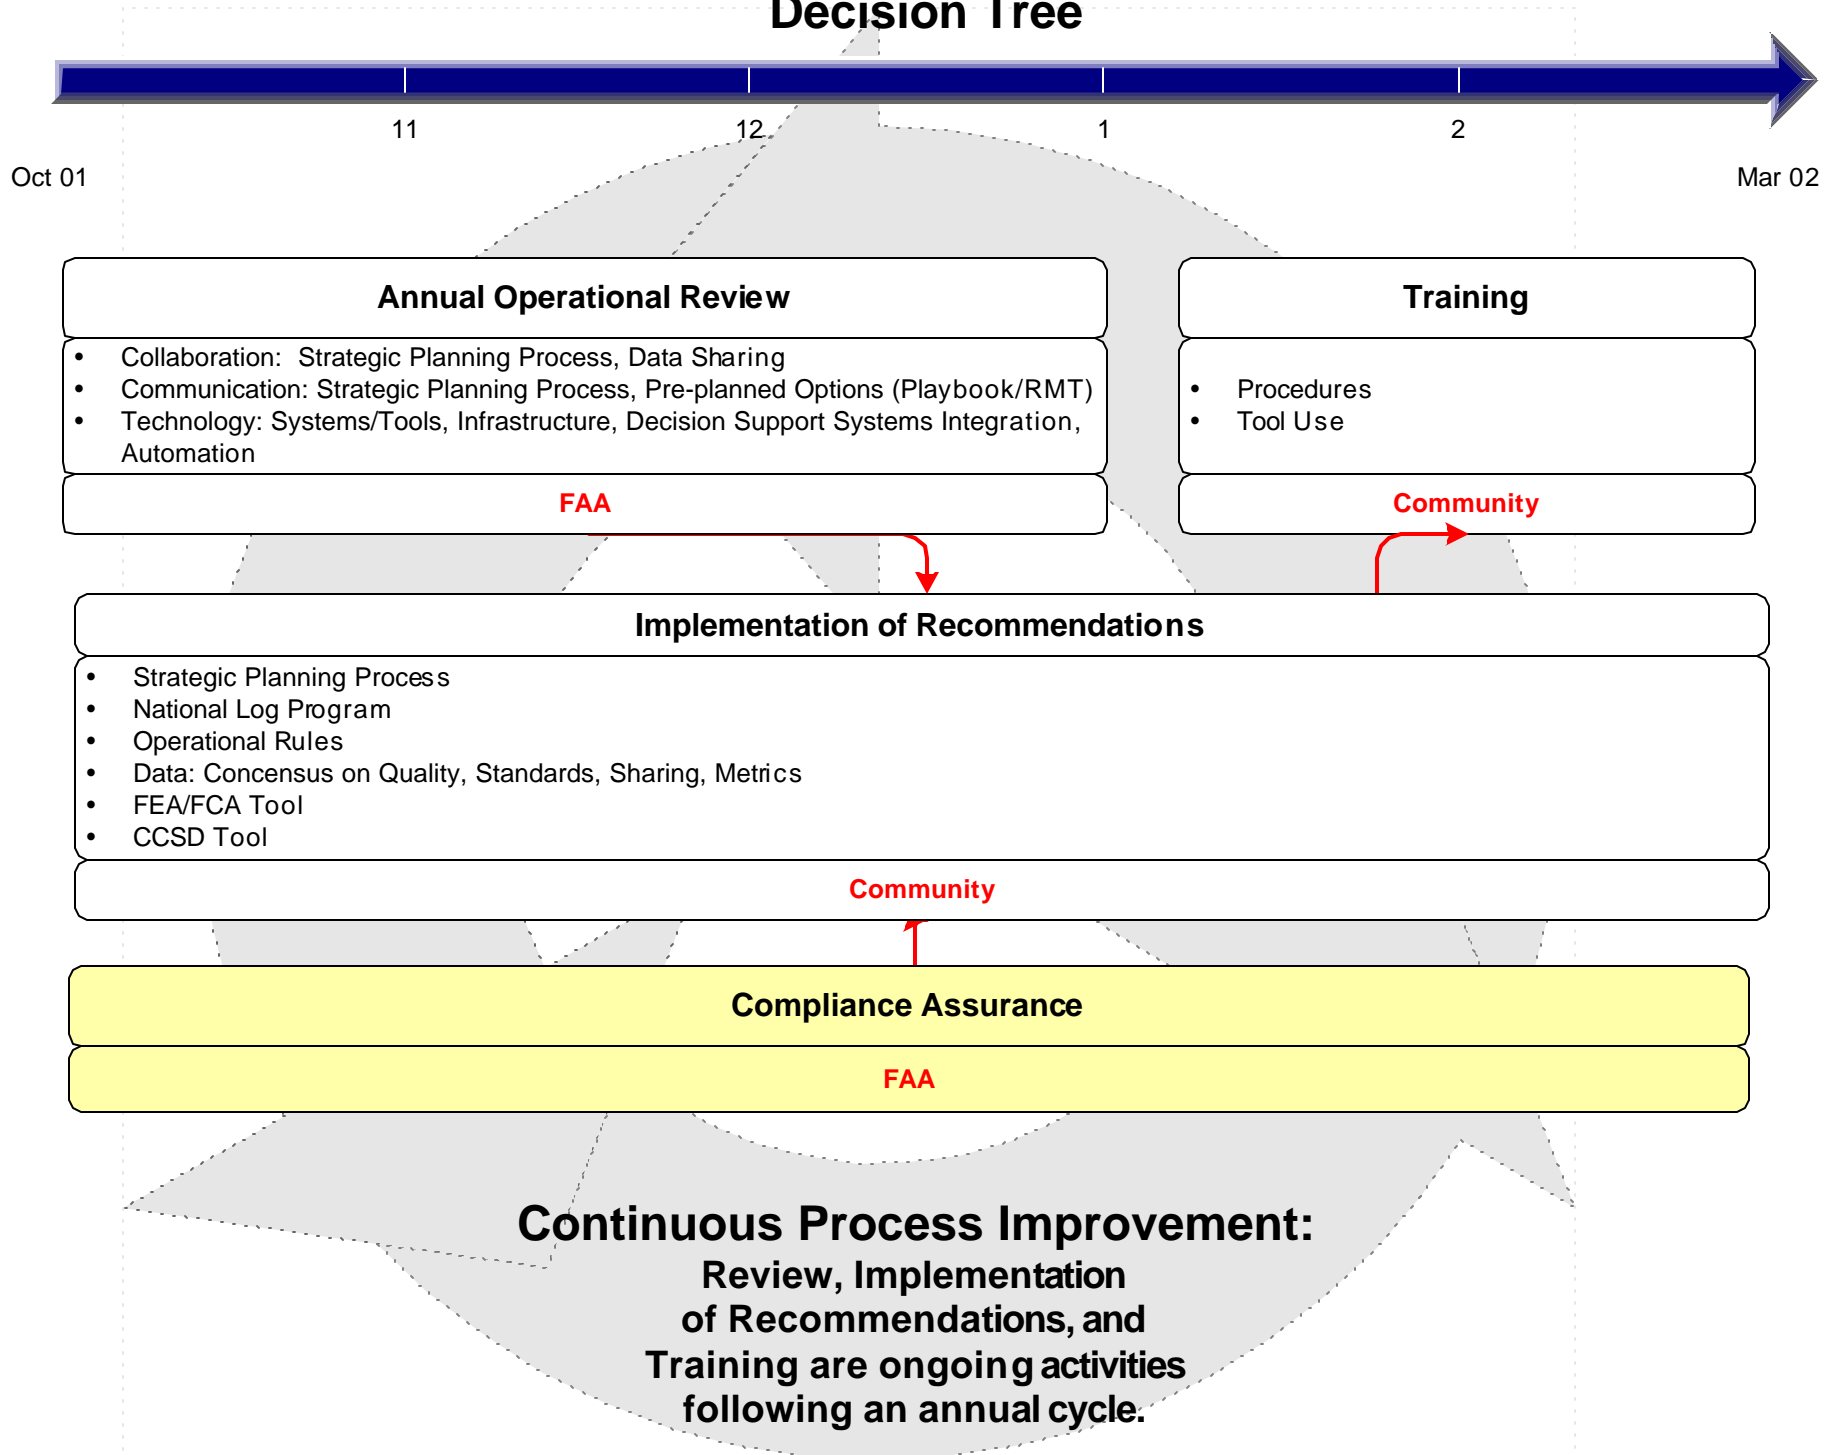 Decision Tree
11 12 1 2
Oct 01 Mar 02
Annual Operational Review
• Collaboration: Strategic Planning Process, Data Sharing
• Communication: Strategic Planning Process, Pre-planned Options (Playbook/RMT)
• Technology: Systems/Tools, Infrastructure, Decision Support Systems Integration,
Automation
FAA
Training
• Procedures
• Tool Use
Community
Implementation of Recommendations
• Strategic Planning Process
• National Log Program
• Operational Rules
• Data: Concensus on Quality, Standards, Sharing, Metrics
• FEA/FCA Tool
• CCSD Tool
Community
Compliance Assurance
FAA
Continuous Process Improvement:
Review, Implementation
of Recommendations, and
Training are ongoing activities
following an annual cycle.